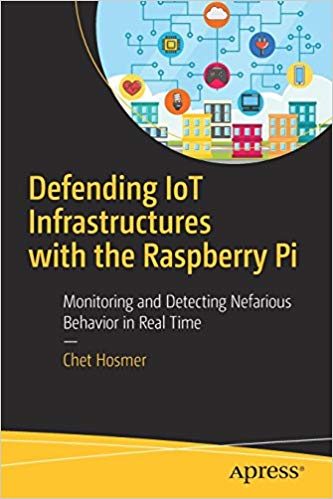 Defending IoT
Infrastructures
with the Raspberry Pi
Monitoring and Detecting Nefarious
Behavior in Real Time
—
Chet Hosmer
Apress®